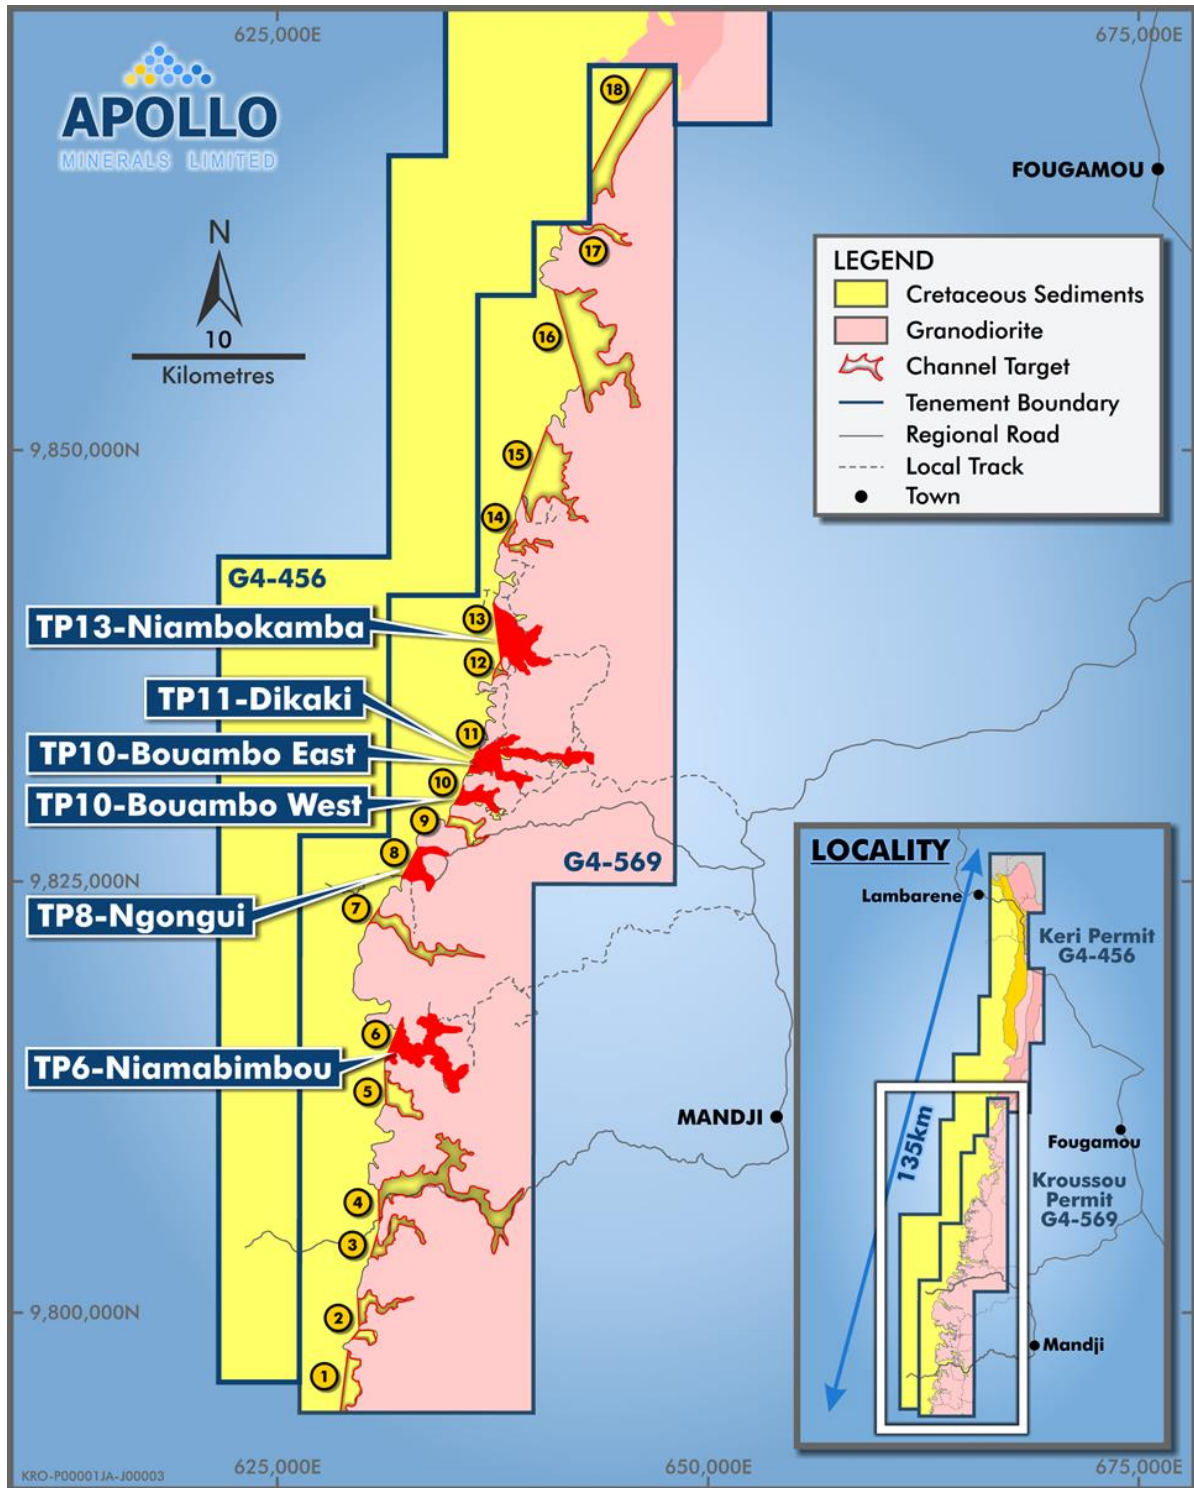 625,000E
675,000E
APOLLO
MINERALS LIMITED
18
FOUGAMOU
N
10
Kilometres
17
LEGEND
Cretaceous Sediments
Granodiorite
Channel Target
Tenement Boundary
Regional Road
Local Track
Town
16
9,850,000N
15
14
G4-456
TP13-Niambokamba
13
12
TP11-Dikaki
11
TP10-Bouambo East
10
TP10-Bouambo West
9
8
G4-569
9,825,000N
TP8-Ngongui
7
6
TP6-Niamabimbou
5
MANDJI
4
3
9,800,000N
2
1
LOCALITY
Lambarene
Keri Permit
G4-456
135km
Fougamou
Kroussou
Permit
G4-569
Mandji
KRO-P00001JA-J00003
625,000E
650,000E
675,000E